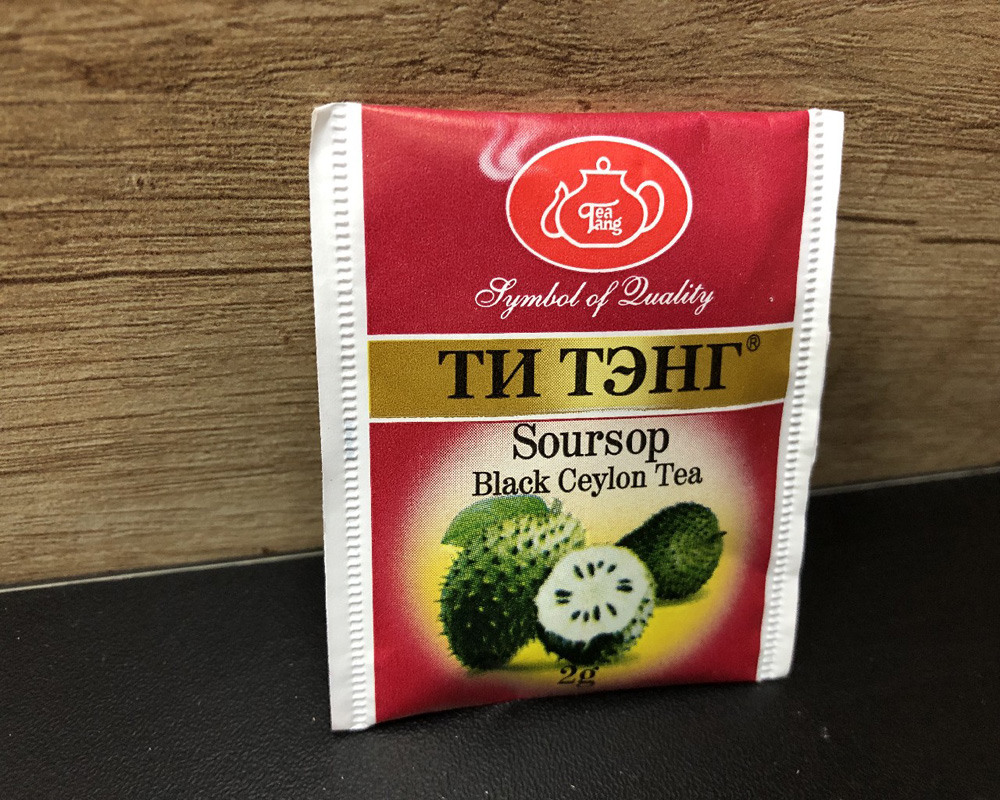 Tea
Tang
Symbol of Quality
ТИ ТЭНГ®
Soursop
Black Ceylon Tea
2g